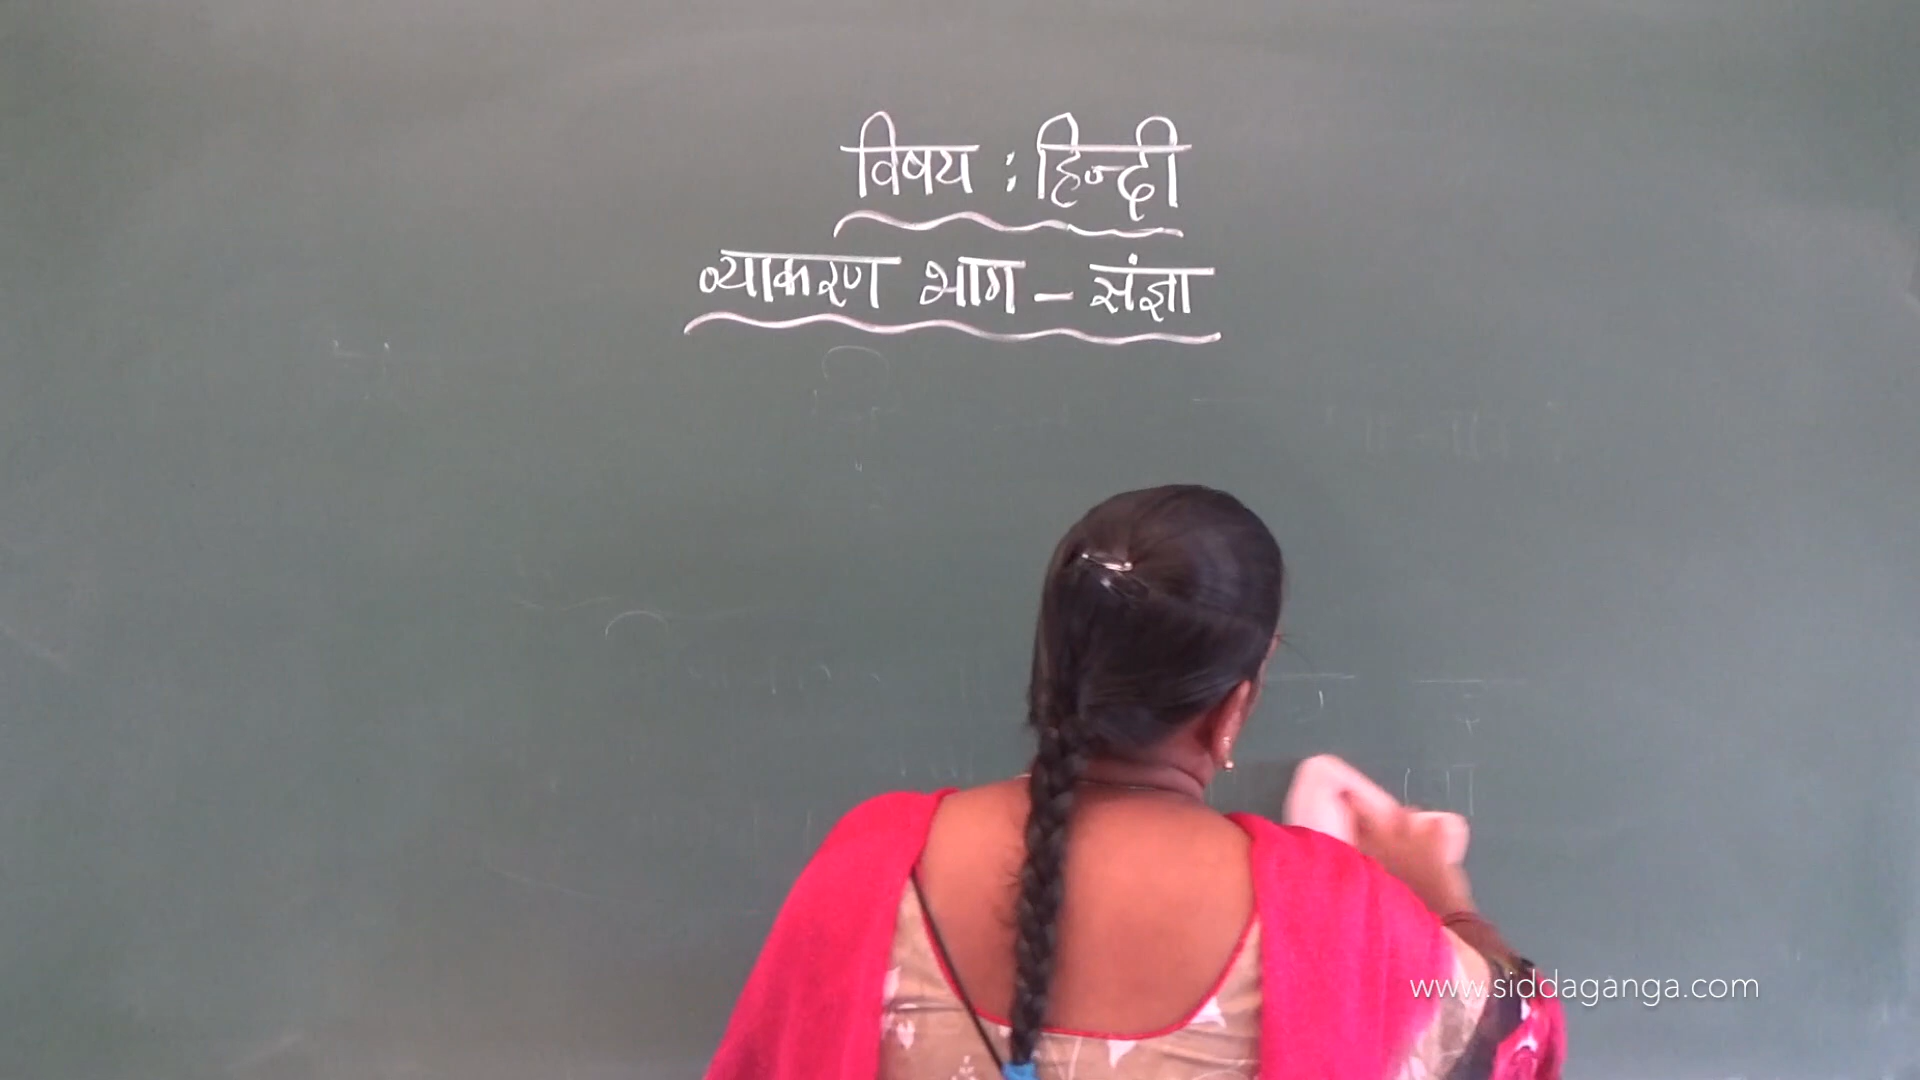 विषय : हिन्दी
व्याकरण भाग - संज्ञा
www.siddaganga.com